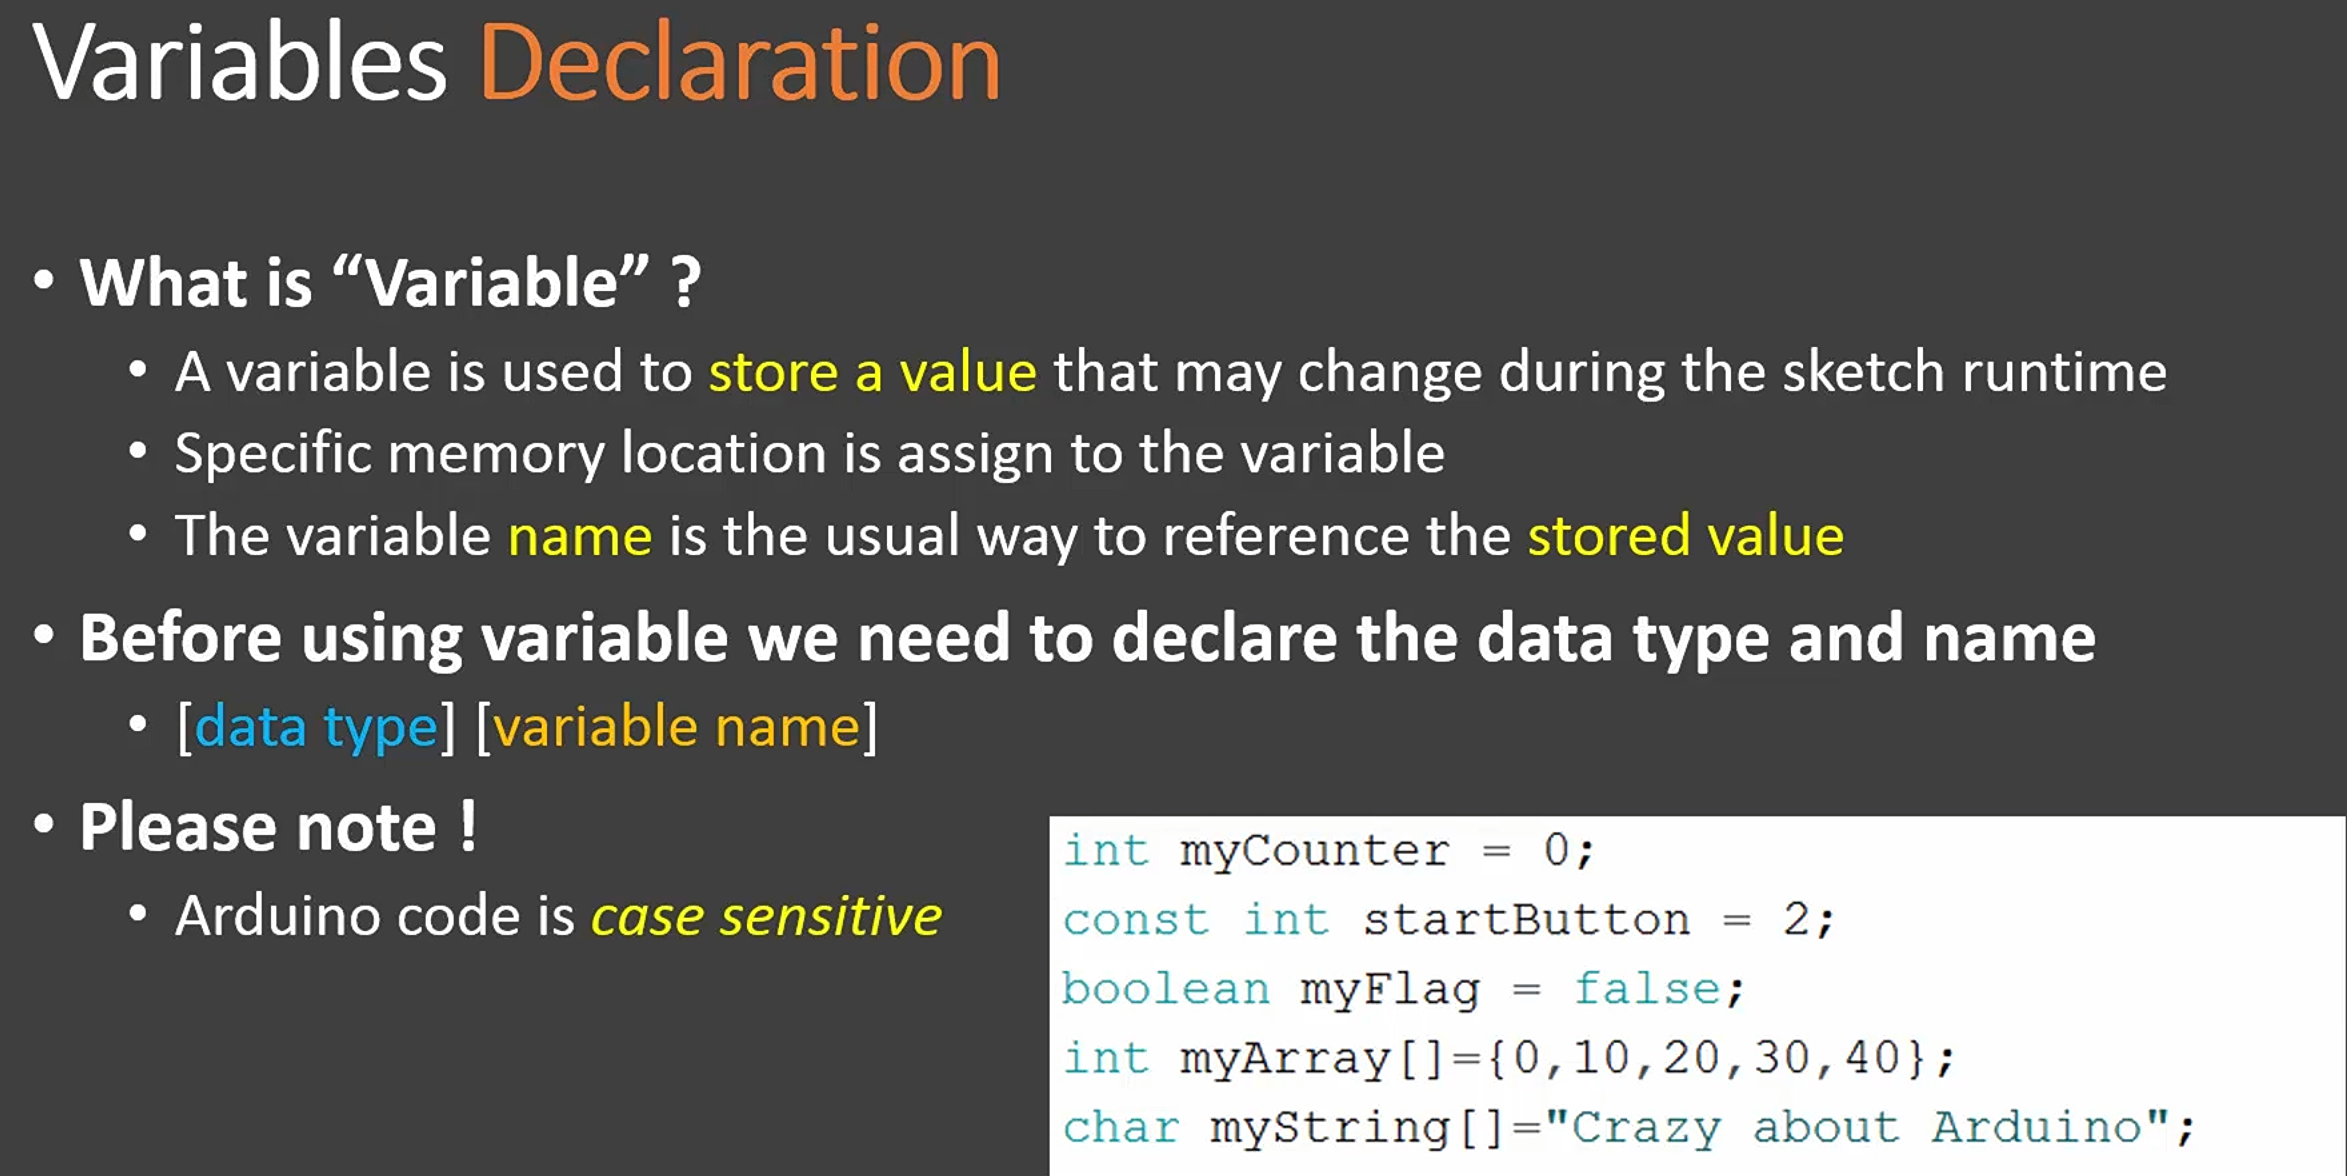 Variables Declaration
• What is “Variable” ?
• A variable is used to store a value that may change during the sketch runtime
• Specific memory location is assign to the variable
• The variable name is the usual way to reference the stored value
• Before using variable we need to declare the data type and name
• [data type] [variable name]
• Please note !
• Arduino code is case sensitive
int myCounter = 0;
const int startButton = 2;
boolean myFlag = false;
int myArray[]={0,10,20,30,40};
char myString[]="Crazy about Arduino";